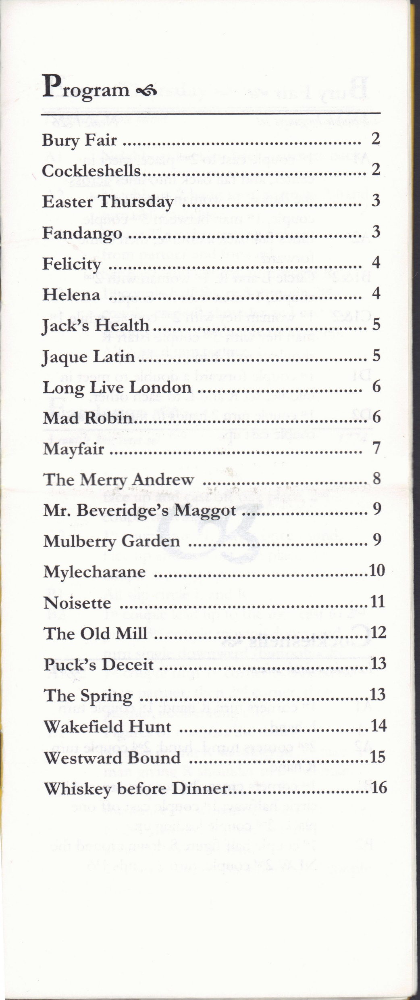 Program
Bury Fair ................................................ 2
Cockleshells............................................. 2
Easter Thursday .................................... 3
Fandango ............................................... 3
Felicity ................................................... 4
Helena ................................................... 4
Jack's Health........................................... 5
Jaque Latin.............................................. 5
Long Live London ................................. 6
Mad Robin............................................... 6
Mayfair ................................................... 7
The Merry Andrew ................................. 8
Mr. Beveridge's Maggot .......................... 9
Mulberry Garden .................................... 9
Mylecharane ...........................................10
Noisette ..................................................11
The Old Mill ...........................................12
Puck's Deceit ..........................................13
The Spring ..............................................13
Wakefield Hunt ......................................14
Westward Bound ....................................15
Whiskey before Dinner............................16